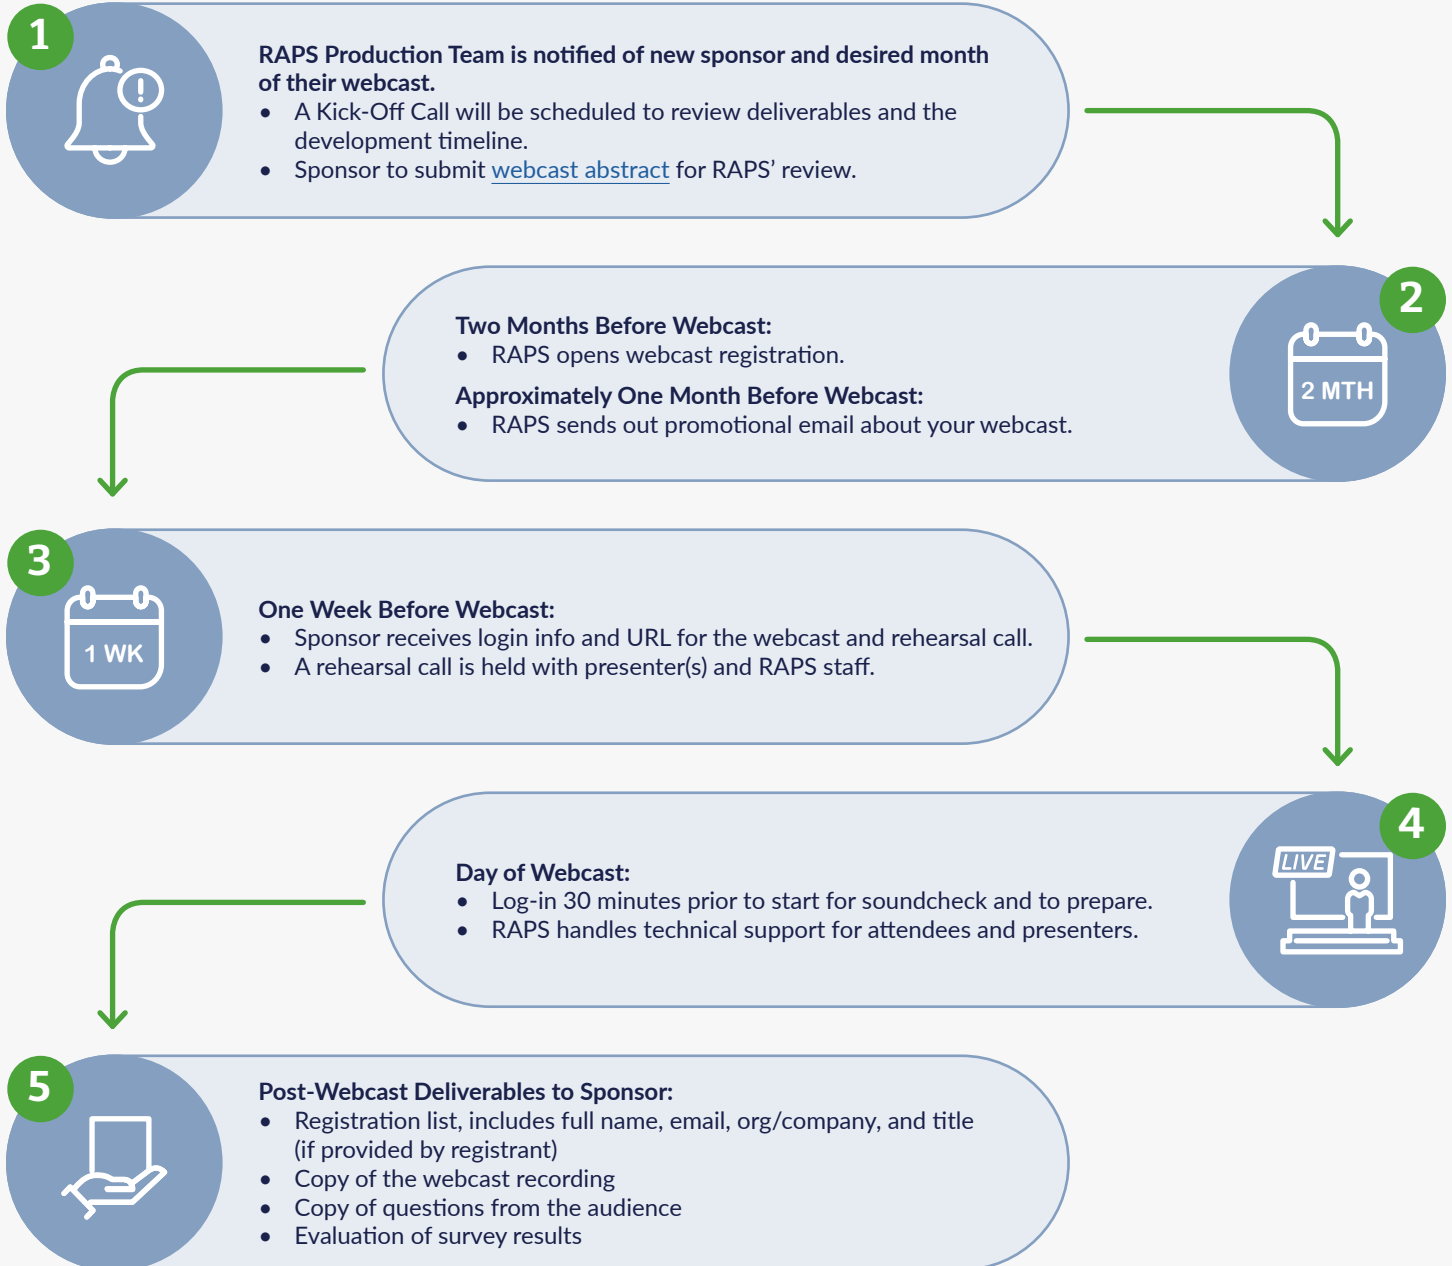 1
RAPS Production Team is notified of new sponsor and desired month
of their webcast.
• A Kick-Off Call will be scheduled to review deliverables and the
development timeline.
• Sponsor to submit webcast abstract for RAPS’ review.
2
Two Months Before Webcast:
• RAPS opens webcast registration.
2 MTH
Approximately One Month Before Webcast:
• RAPS sends out promotional email about your webcast.
3
One Week Before Webcast:
• Sponsor receives login info and URL for the webcast and rehearsal call.
1 WK
• A rehearsal call is held with presenter(s) and RAPS staff.
4
LIVE
Day of Webcast:
• Log-in 30 minutes prior to start for soundcheck and to prepare.
• RAPS handles technical support for attendees and presenters.
5
Post-Webcast Deliverables to Sponsor:
• Registration list, includes full name, email, org/company, and title
(if provided by registrant)
• Copy of the webcast recording
• Copy of questions from the audience
• Evaluation of survey results